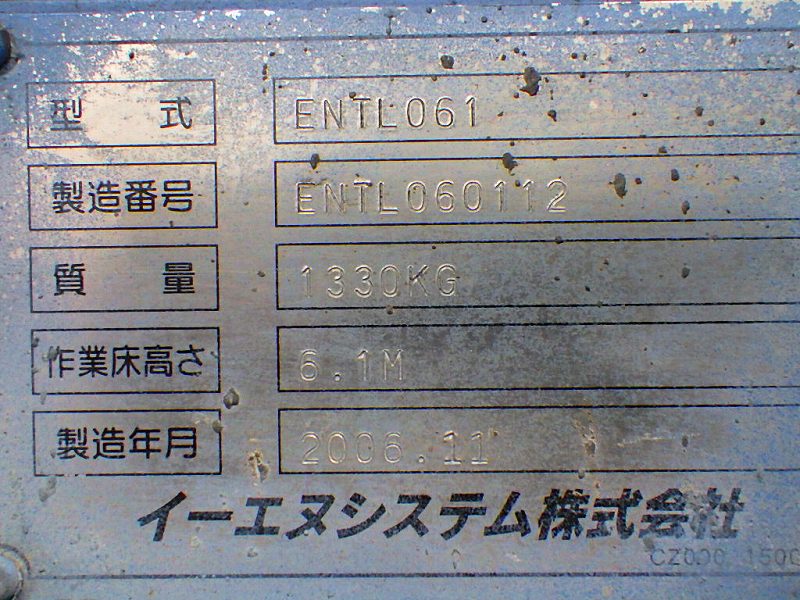 型式 ENTL061
製造番号 ENTL060112
質量 1330KG
作業床高さ 6.1M
製造年月 2006.11
イーエヌシステム株式会社